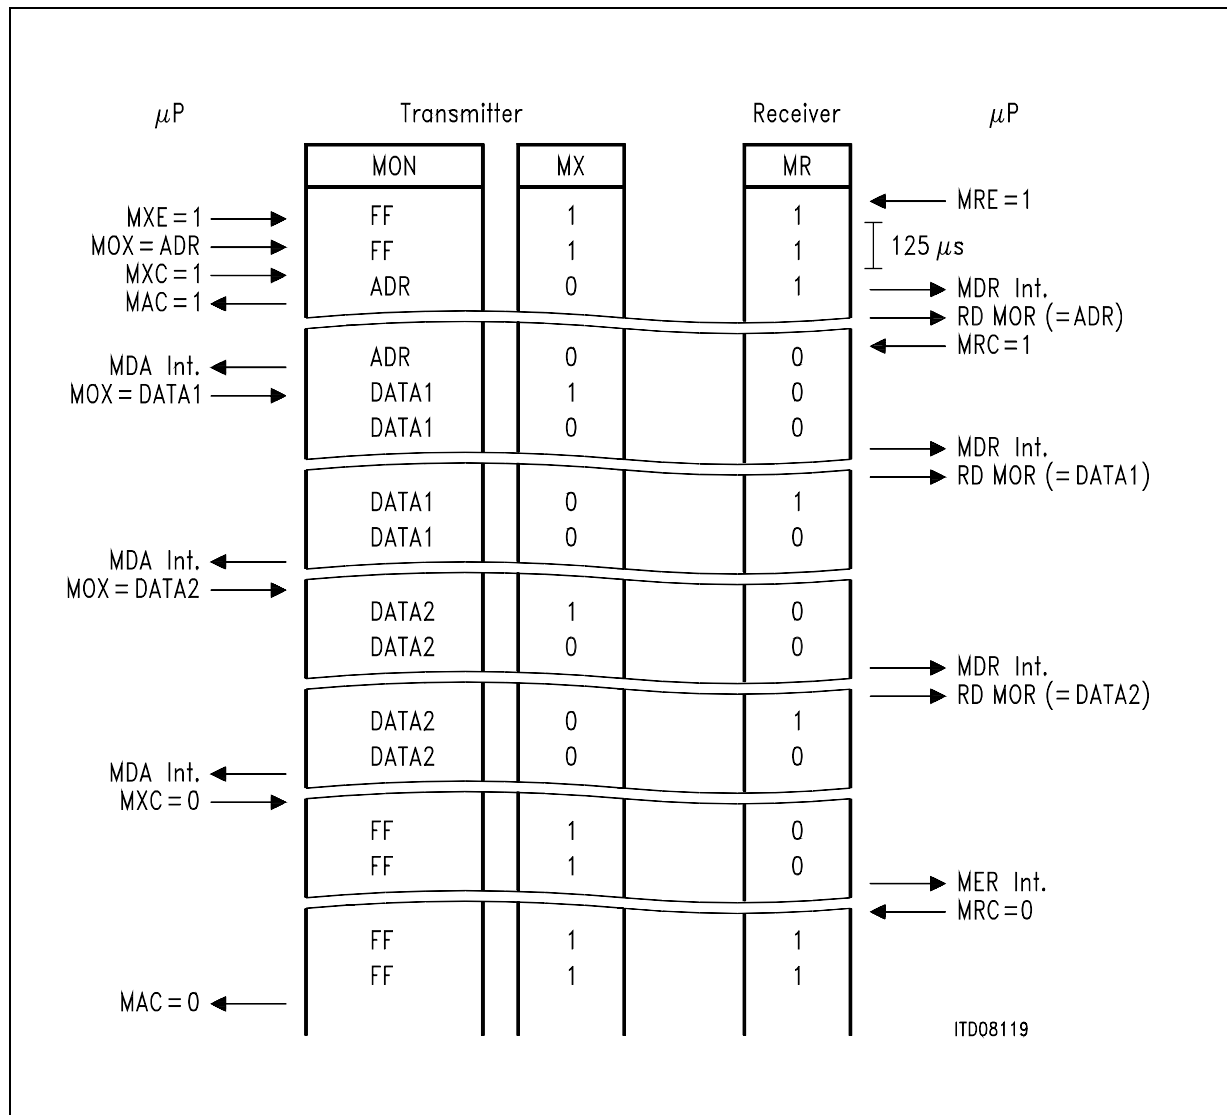 μP Transmitter Receiver μP
MON MX MR
MRE=1
MXE=1 FF 1 1
MOX=ADR FF 1 1 125 μs
MXC=1
ADR 0 1 MDR Int.
MAC=1
RD MOR (=ADR)
MRC=1
ADR 0 0
MDA Int.
MOX=DATA1 DATA1 1 0
DATA1 0 0
MDR Int.
RD MOR (=DATA1)
DATA1 0 1
DATA1 0 0
MDA Int.
MOX=DATA2
DATA2 1 0
DATA2 0 0
MDR Int.
RD MOR (=DATA2)
DATA2 0 1
DATA2 0 0
MDA Int.
MXC=0
FF 1 0
FF 1 0
MER Int.
MRC=0
FF 1 1
FF 1 1
MAC=0
ITD08119